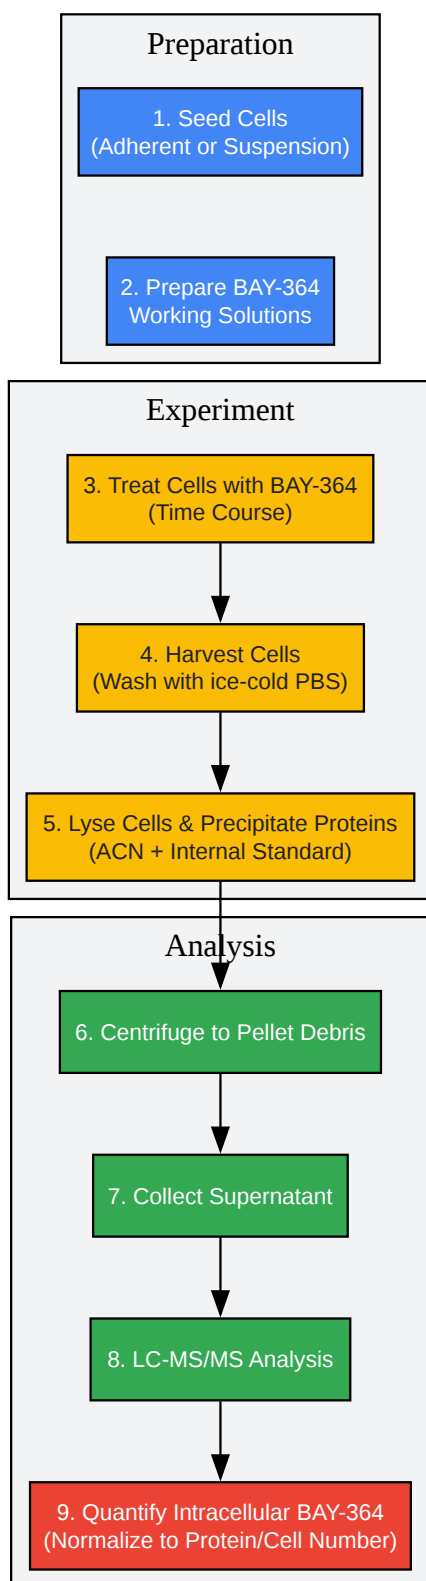 Preparation
1. Seed Cells
(Adherent or Suspension)
2. Prepare BAY-364
Working Solutions
Experiment
3. Treat Cells with BAY-364
(Time Course)
4. Harvest Cells
(Wash with ice-cold PBS)
5. Lyse Cells & Precipitate Proteins
(ACN + Internal Standard)
Analysis
6. Centrifuge to Pellet Debris
7. Collect Supernatant
8. LC-MS/MS Analysis
9. Quantify Intracellular BAY-364
(Normalize to Protein/Cell Number)